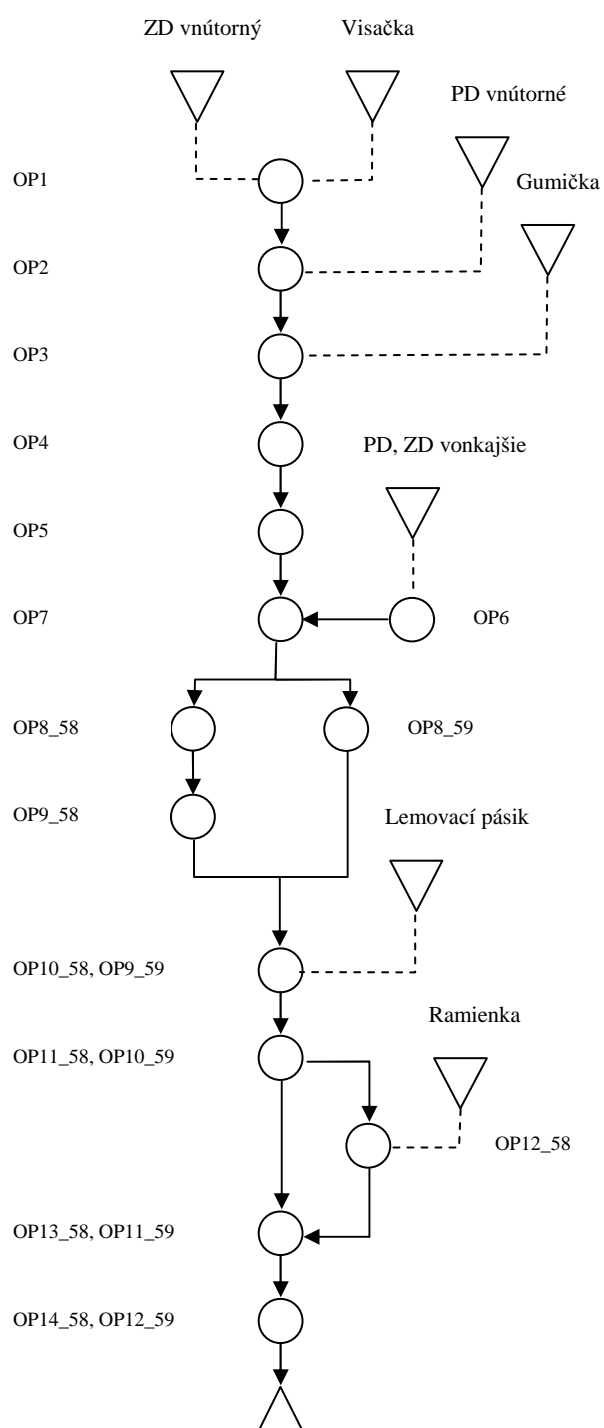 ZD vnútorný
Visačka
PD vnútorné
Gumička
OP1
OP2
OP3
OP4
PD, ZD vonkajšie
OP5
OP7
OP6
OP8_58
OP8_59
OP9_58
Lemovací pásik
OP10_58, OP9_59
Ramienka
OP11_58, OP10_59
OP12_58
OP13_58, OP11_59
OP14_58, OP12_59